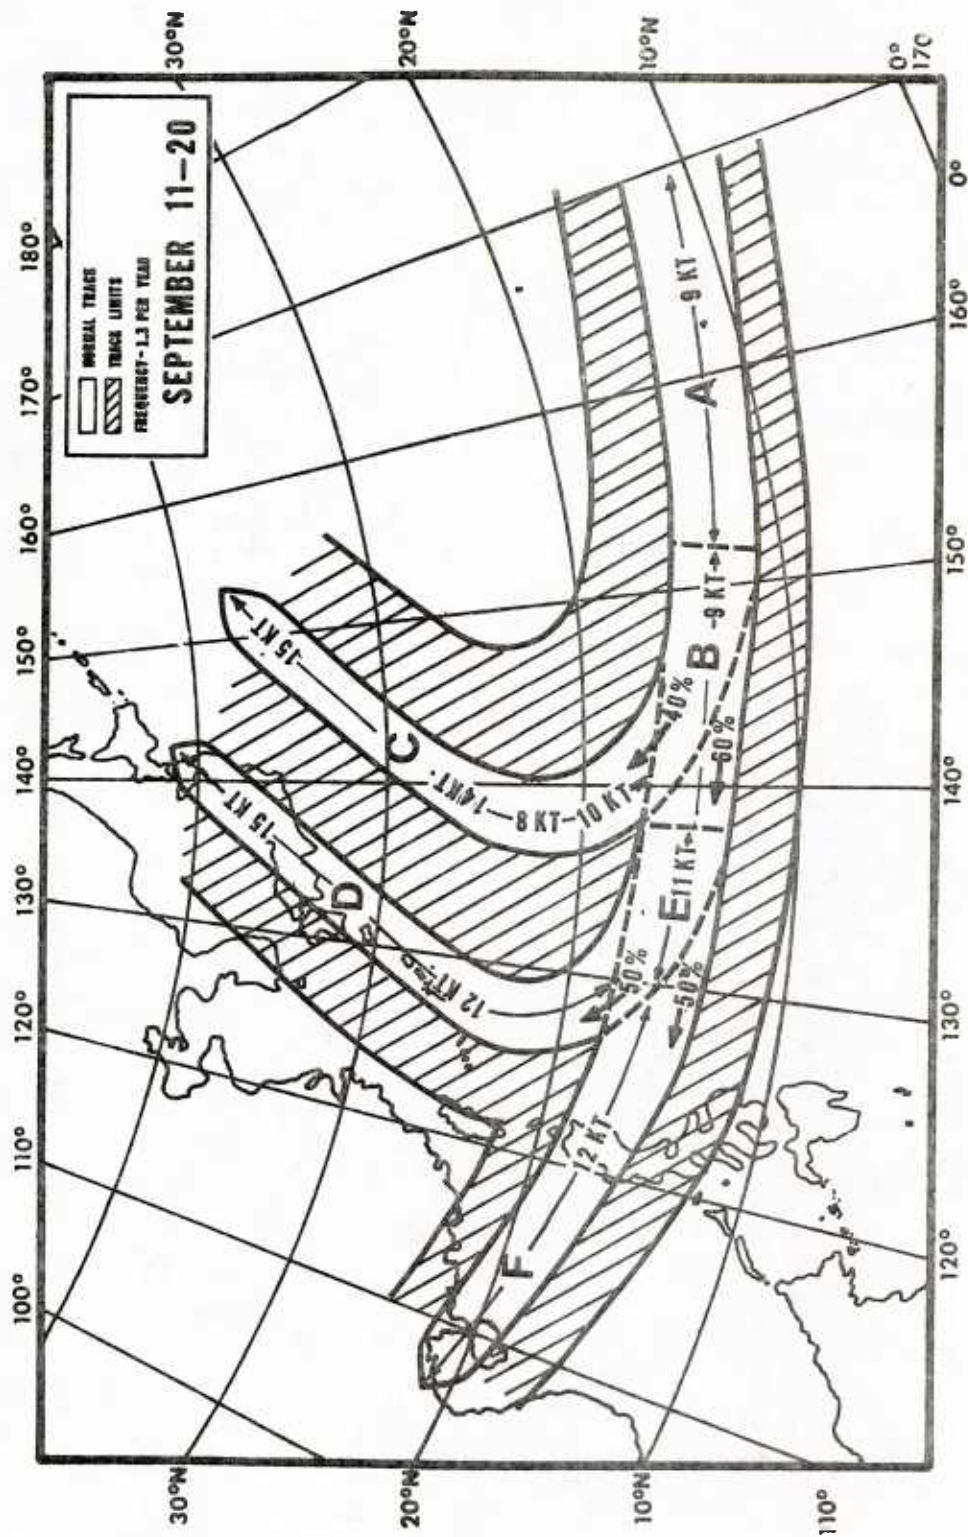 NORMAL TRACK
TRACK LIMITS
FREQUENCY-1.3 PER YEAR
SEPTEMBER 11-20
100°
110°
120°
130°
140°
150°
160°
170°
180°
30°N
20°N
10°N
0°
170
30°N
20°N
10°N
110°
120°
130°
140°
150°
160°
0°
A
9 KT
B
9 KT
40%
60%
C
10 KT
8 KT
14 KT
15 KT
D
12 KT
15 KT
E
11 KT
50%
50%
F
12 KT